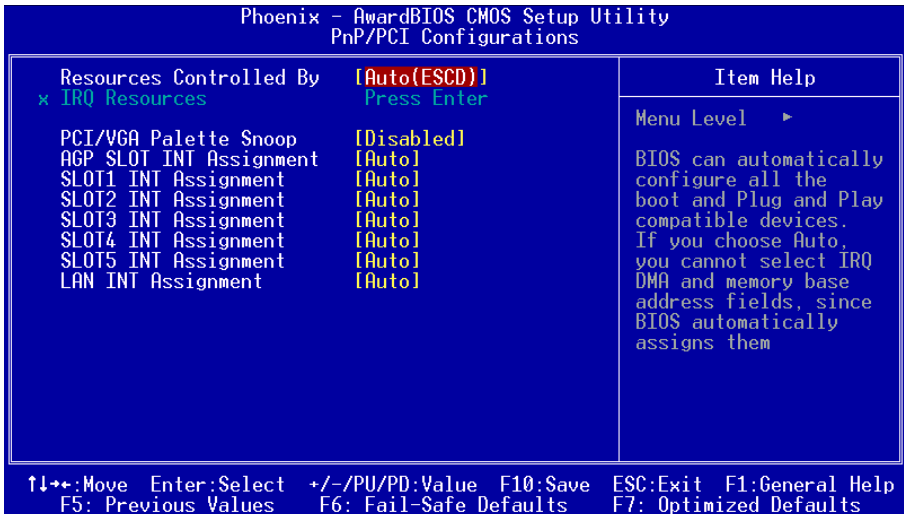 Phoenix - AwardBIOS CMOS Setup Utility
PnP/PCI Configurations
Resources Controlled By [Auto(ESCD)]
x IRQ Resources Press Enter
PCI/VGA Palette Snoop [Disabled]
AGP SLOT INT Assignment [Auto]
SLOT1 INT Assignment [Auto]
SLOT2 INT Assignment [Auto]
SLOT3 INT Assignment [Auto]
SLOT4 INT Assignment [Auto]
SLOT5 INT Assignment [Auto]
LAN INT Assignment [Auto]
Item Help
Menu Level ►
BIOS can automatically
configure all the
boot and Plug and Play
compatible devices.
If you choose Auto,
you cannot select IRQ
DMA and memory base
address fields, since
BIOS automatically
assigns them
↑↓→←:Move Enter:Select +/-/PU/PD:Value F10:Save ESC:Exit F1:General Help
F5: Previous Values F6: Fail-Safe Defaults F7: Optimized Defaults